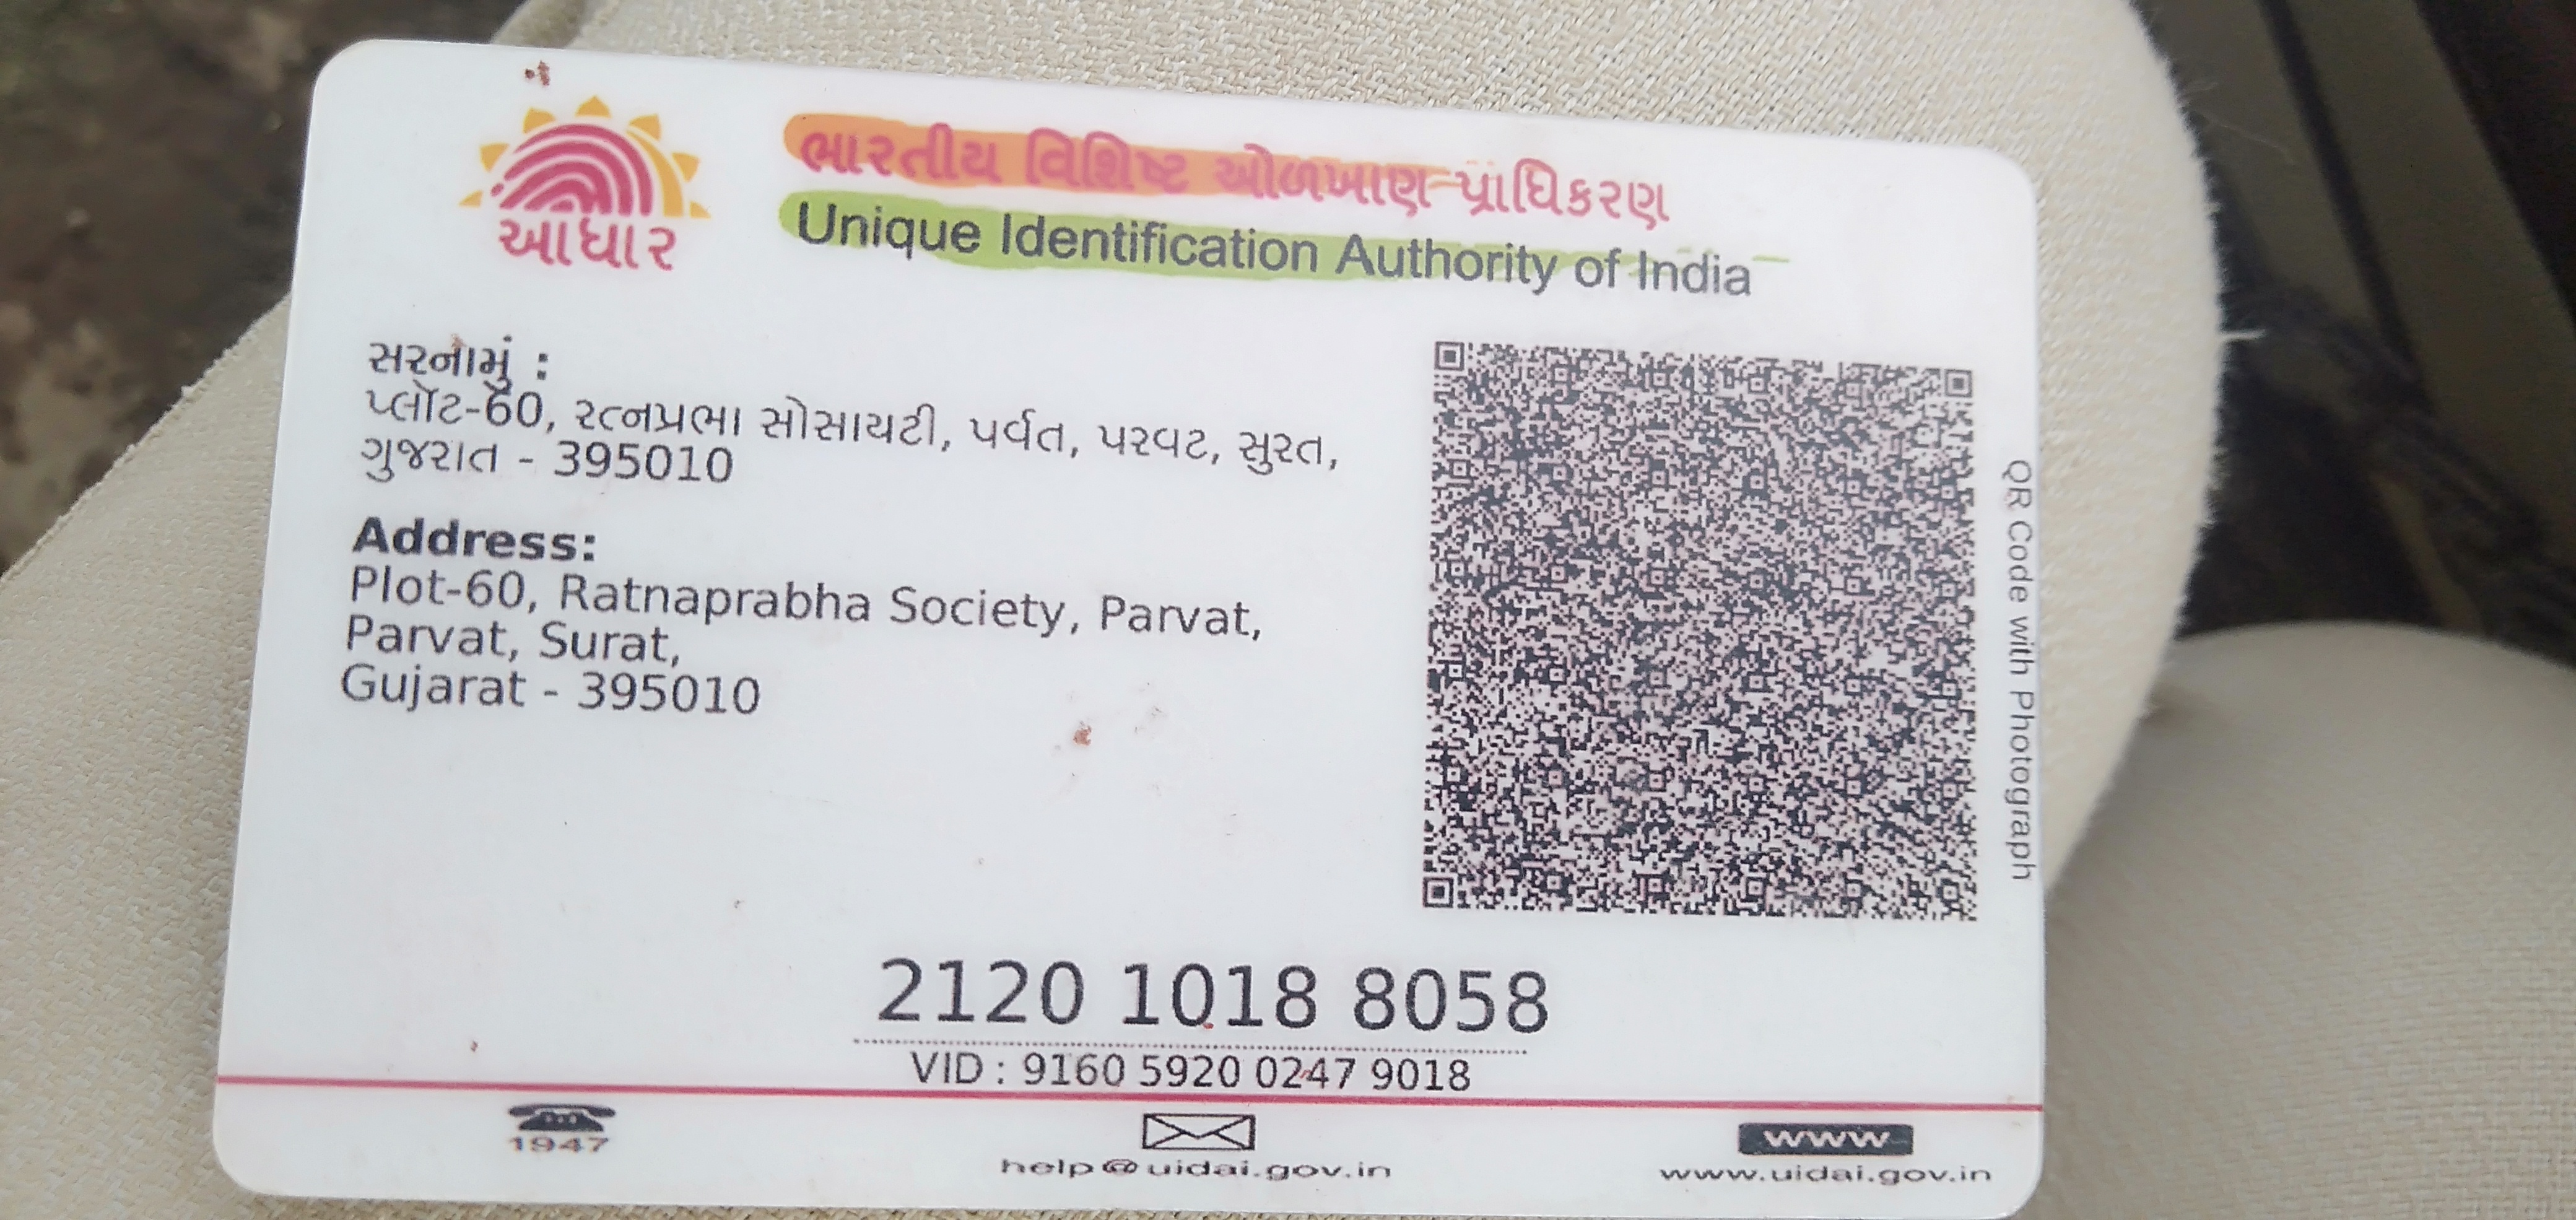 આધાર
ભારતીય વિશિષ્ટ ઓળખાણ પ્રાધિકરણ
Unique Identification Authority of India
સરનામું :
પ્લૉટ-60, રત્નપ્રભા સોસાયટી, પર્વત, પરવટ, સુરત,
ગુજરાત - 395010
Address:
Plot-60, Ratnaprabha Society, Parvat,
Parvat, Surat,
Gujarat - 395010
QR Code with Photograph
2120 1018 8058
VID : 9160 5920 0247 9018
1947
help@uidai.gov.in
www
www.uidai.gov.in